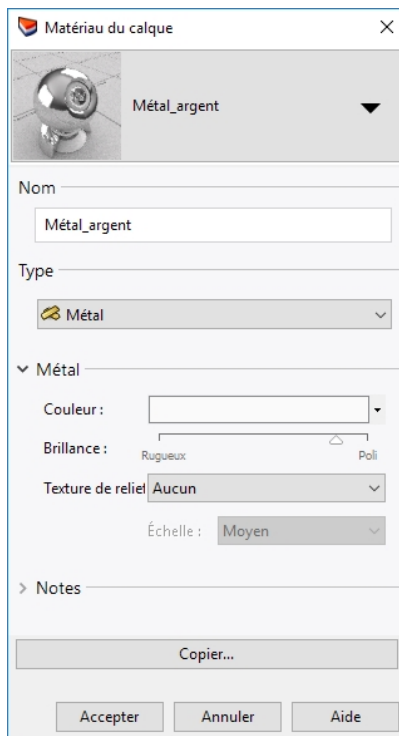 Matériau du calque
Métal_argent
Nom
Métal_argent
Type
Métal
Métal
Couleur :
Brillance :
Rugueux Poli
Texture de relief Aucun
Échelle : Moyen
Notes
Copier...
Accepter Annuler Aide